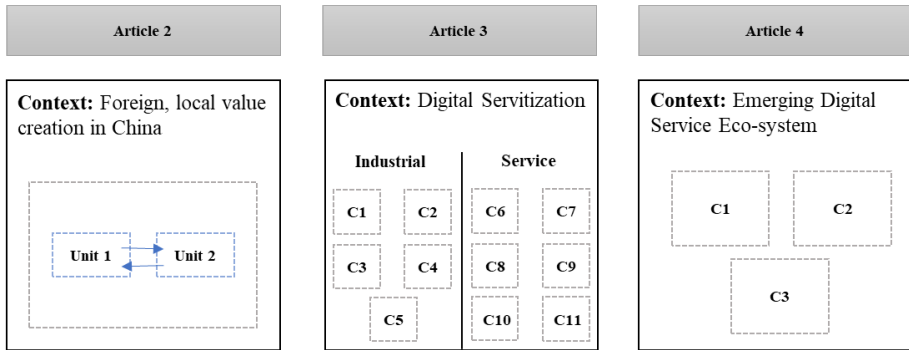 Article 2
Article 3
Article 4
Context: Foreign, local value
creation in China
Unit 1
Unit 2
Context: Digital Servitization
Industrial
Service
C1
C2
C6
C7
C3
C4
C8
C9
C5
C10
C11
Context: Emerging Digital
Service Eco-system
C1
C2
C3